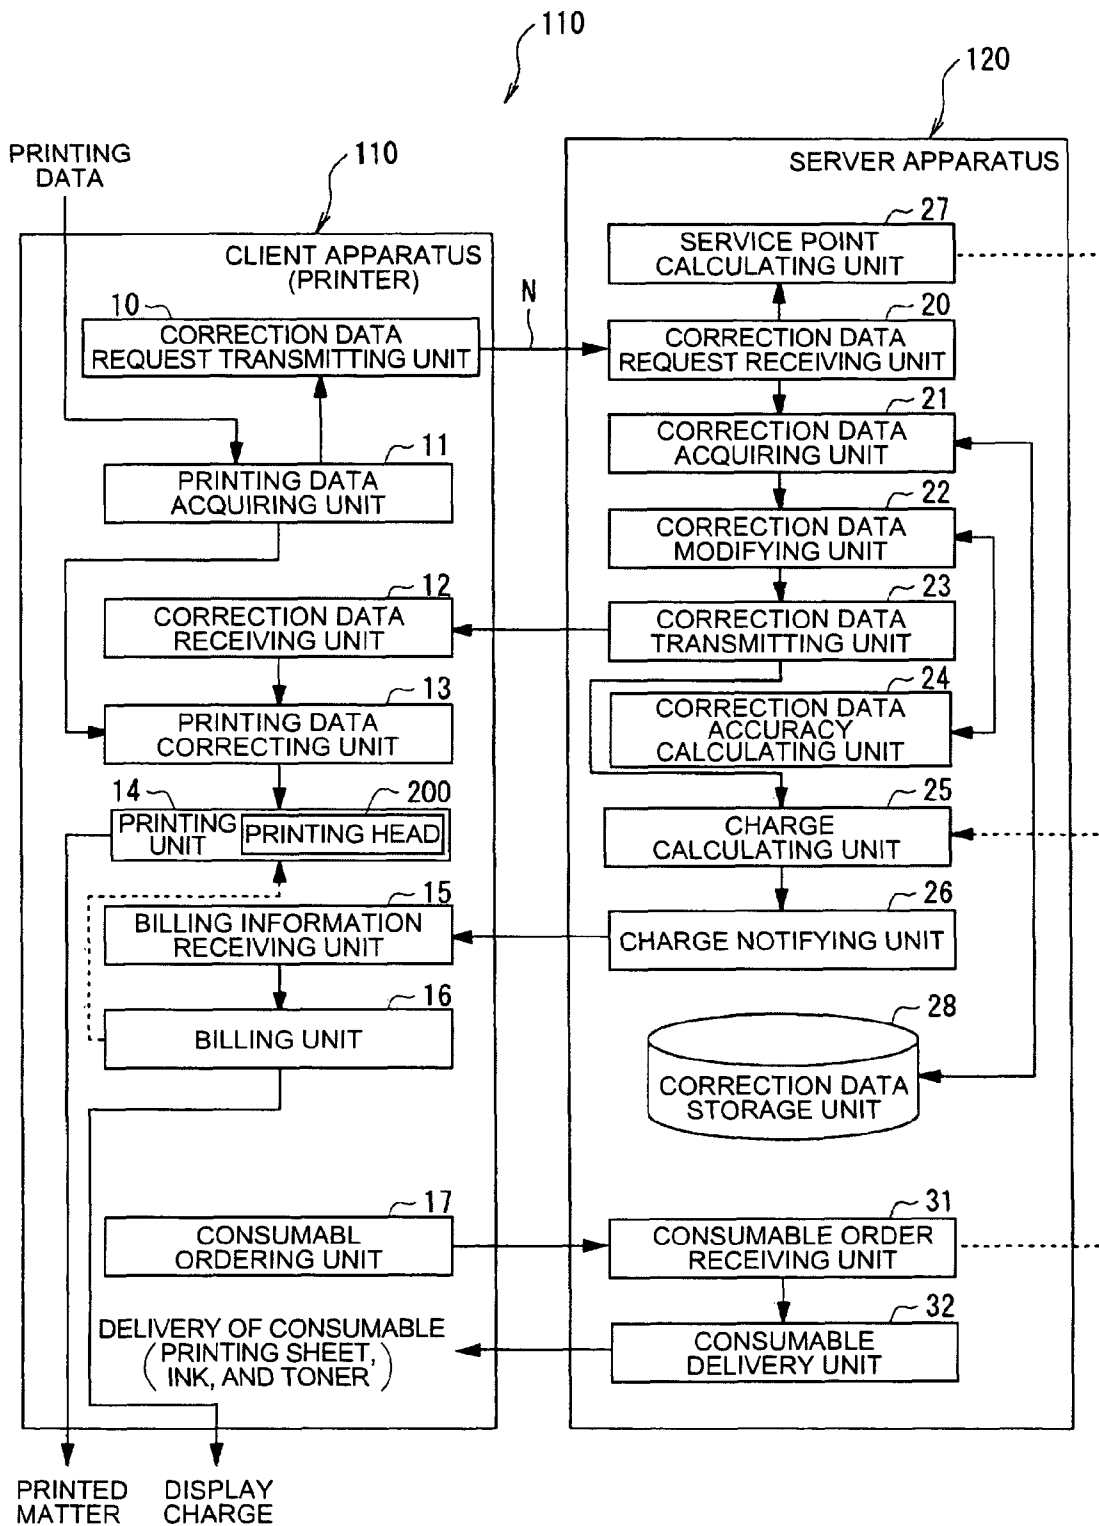 110
120
PRINTING
DATA
110
SERVER APPARATUS
CLIENT APPARATUS
(PRINTER)
27
SERVICE POINT
CALCULATING UNIT
10
CORRECTION DATA
REQUEST TRANSMITTING UNIT
N
20
CORRECTION DATA
REQUEST RECEIVING UNIT
11
PRINTING DATA
ACQUIRING UNIT
21
CORRECTION DATA
ACQUIRING UNIT
22
CORRECTION DATA
MODIFYING UNIT
12
CORRECTION DATA
RECEIVING UNIT
23
CORRECTION DATA
TRANSMITTING UNIT
13
PRINTING DATA
CORRECTING UNIT
24
CORRECTION DATA
ACCURACY
CALCULATING UNIT
14
200
PRINTING
UNIT
PRINTING HEAD
25
CHARGE
CALCULATING UNIT
15
BILLING INFORMATION
RECEIVING UNIT
26
CHARGE NOTIFYING UNIT
16
BILLING UNIT
28
CORRECTION DATA
STORAGE UNIT
17
CONSUMABL
ORDERING UNIT
31
CONSUMABLE ORDER
RECEIVING UNIT
DELIVERY OF CONSUMABLE
(PRINTING SHEET,
INK, AND TONER)
32
CONSUMABLE
DELIVERY UNIT
PRINTED
MATTER
DISPLAY
CHARGE